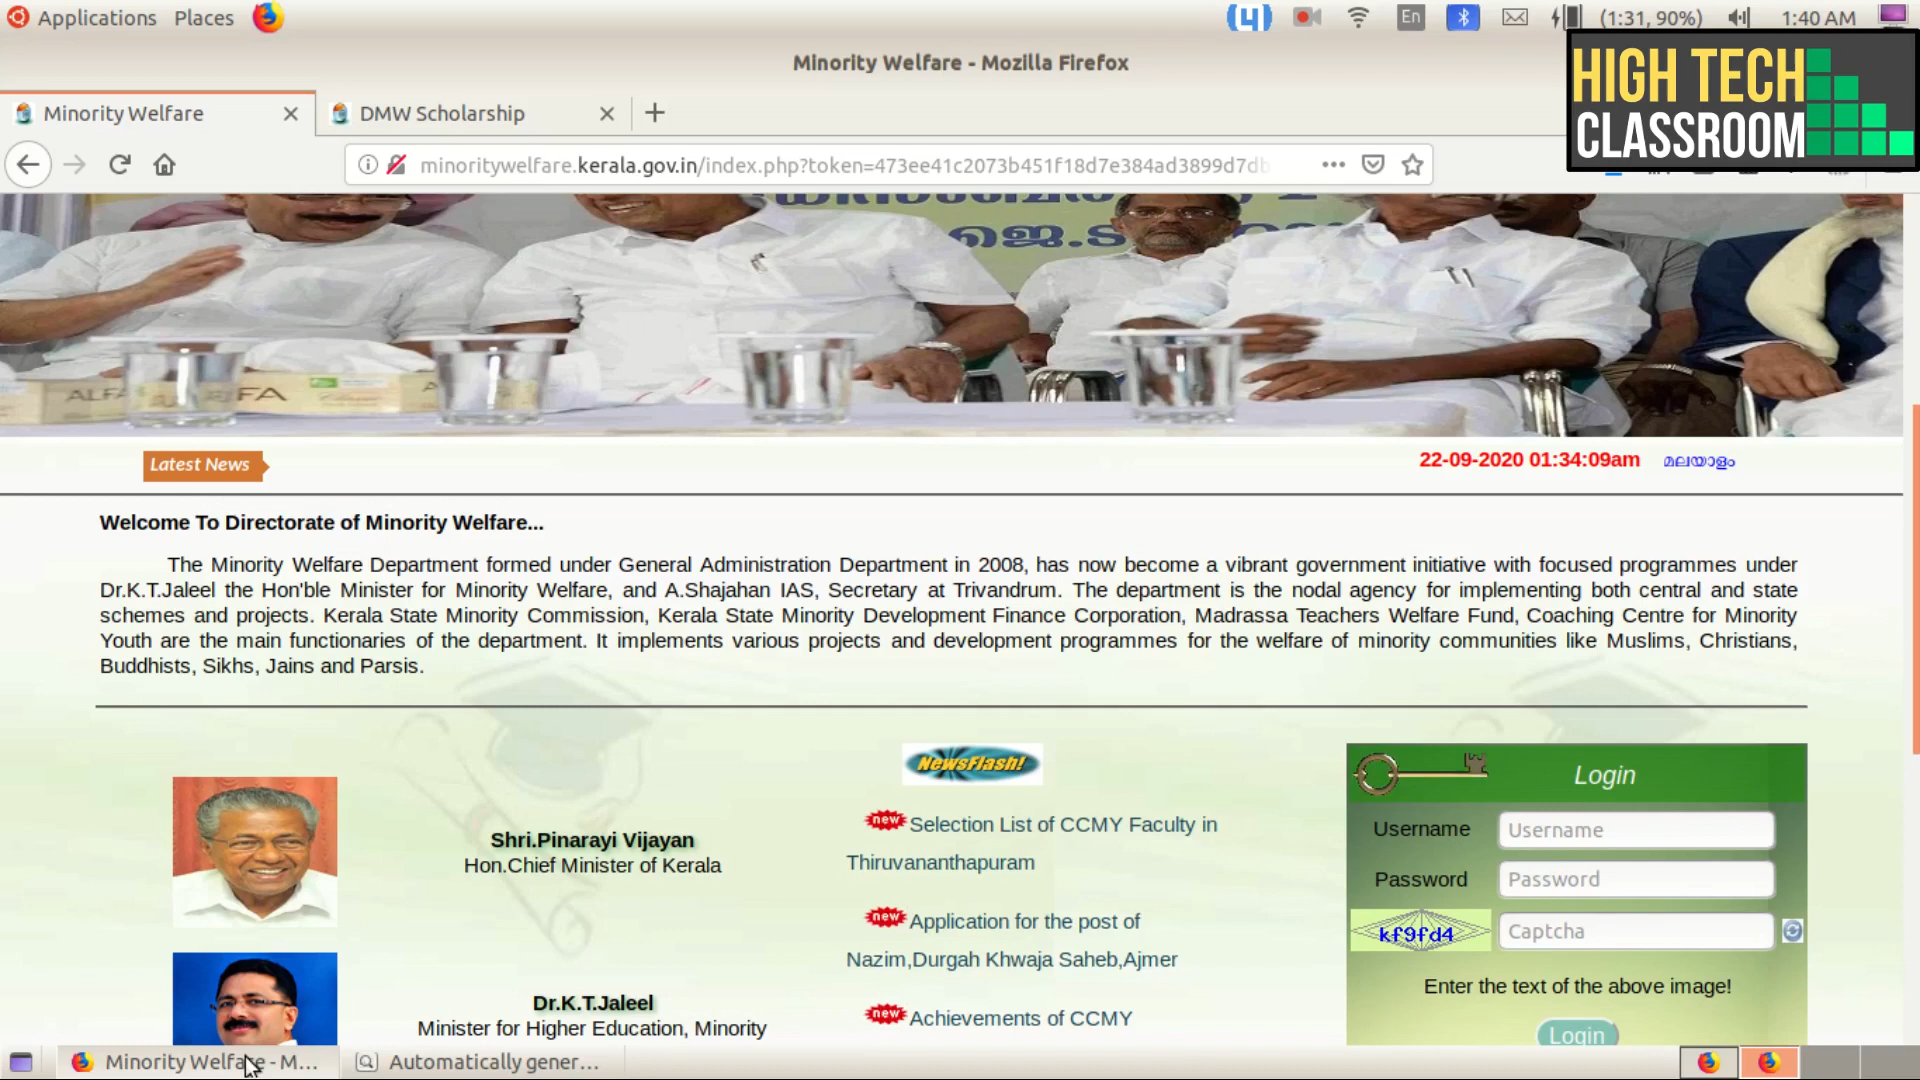 Applications Places En (1:31, 90%) 1:40 AM
Minority Welfare - Mozilla Firefox
HIGH TECH
CLASSROOM
Minority Welfare DMW Scholarship
minoritywelfare.kerala.gov.in/index.php?token=473ee41c2073b451f18d7e384ad3899d7db
ജെ.ട
ALFA
Latest News 22-09-2020 01:34:09am മലയാളം
Welcome To Directorate of Minority Welfare...
The Minority Welfare Department formed under General Administration Department in 2008, has now become a vibrant government initiative with focused programmes under
Dr.K.T.Jaleel the Hon'ble Minister for Minority Welfare, and A.Shajahan IAS, Secretary at Trivandrum. The department is the nodal agency for implementing both central and state
schemes and projects. Kerala State Minority Commission, Kerala State Minority Development Finance Corporation, Madrassa Teachers Welfare Fund, Coaching Centre for Minority
Youth are the main functionaries of the department. It implements various projects and development programmes for the welfare of minority communities like Muslims, Christians,
Buddhists, Sikhs, Jains and Parsis.
Shri.Pinarayi Vijayan
Hon.Chief Minister of Kerala
Dr.K.T.Jaleel
Minister for Higher Education, Minority
NewsFlash!
new Selection List of CCMY Faculty in
Thiruvananthapuram
new Application for the post of
Nazim,Durgah Khwaja Saheb,Ajmer
new Achievements of CCMY
Login
Username Username
Password Password
kf9fd4 Captcha
Enter the text of the above image!
Login
Minority Welfare - M... Automatically gener...